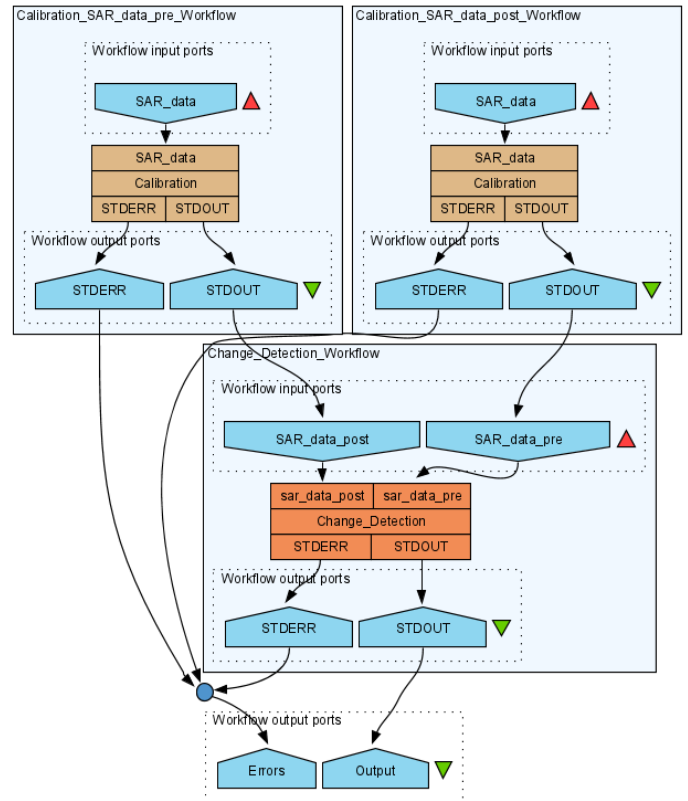 Calibration_SAR_data_pre_Workflow
Workflow input ports
SAR_data
SAR_data
Calibration
STDERR STDOUT
Workflow output ports
STDERR STDOUT
Calibration_SAR_data_post_Workflow
Workflow input ports
SAR_data
SAR_data
Calibration
STDERR STDOUT
Workflow output ports
STDERR STDOUT
Change_Detection_Workflow
Workflow input ports
SAR_data_post SAR_data_pre
sar_data_post sar_data_pre
Change_Detection
STDERR STDOUT
Workflow output ports
STDERR STDOUT
Workflow output ports
Errors Output